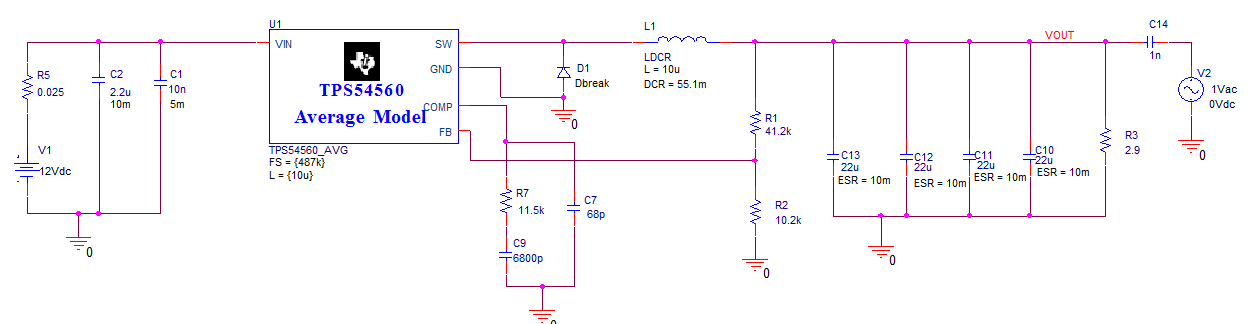 U1
VIN
SW
GND
COMP
FB
TPS54560
Average Model
TPS54560_AVG
FS = {487k}
L = {10u}
R5
0.025
C2
2.2u
10m
C1
10n
5m
V1
12Vdc
0
D1
Dbreak
0
L1
LDCR
L = 10u
DCR = 55.1m
R1
41.2k
R2
10.2k
0
R7
11.5k
C7
68p
C9
6800p
0
C13
22u
ESR = 10m
C12
22u
ESR = 10m
C11
22u
ESR = 10m
C10
22u
ESR = 10m
0
VOUT
R3
2.9
C14
1n
V2
1Vac
0Vdc
0